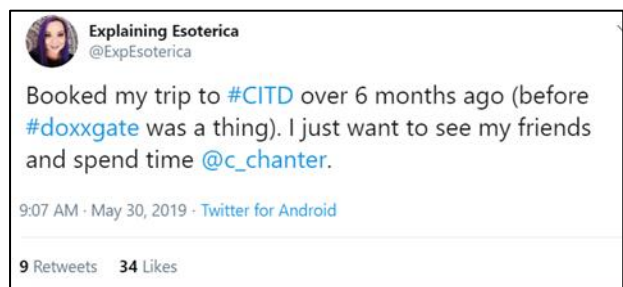 Explaining Esoterica
@ExpEsoterica
Booked my trip to #CITD over 6 months ago (before
#doxxgate was a thing). I just want to see my friends
and spend time @c_chanter.
9:07 AM · May 30, 2019 · Twitter for Android
9 Retweets 34 Likes